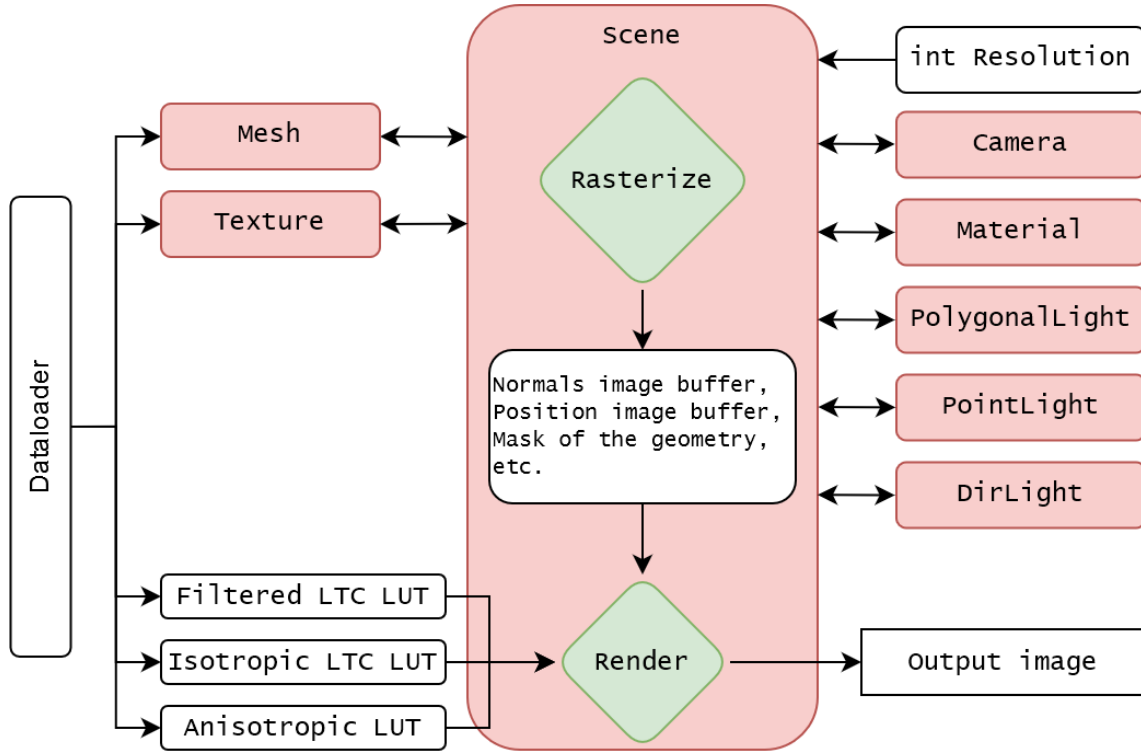 Scene
int Resolution
Mesh
Camera
Rasterize
Texture
Material
PolygonalLight
Normals image buffer,
Position image buffer,
Mask of the geometry,
etc.
PointLight
Dataloader
DirLight
Filtered LTC LUT
Isotropic LTC LUT
Render
Output image
Anisotropic LUT